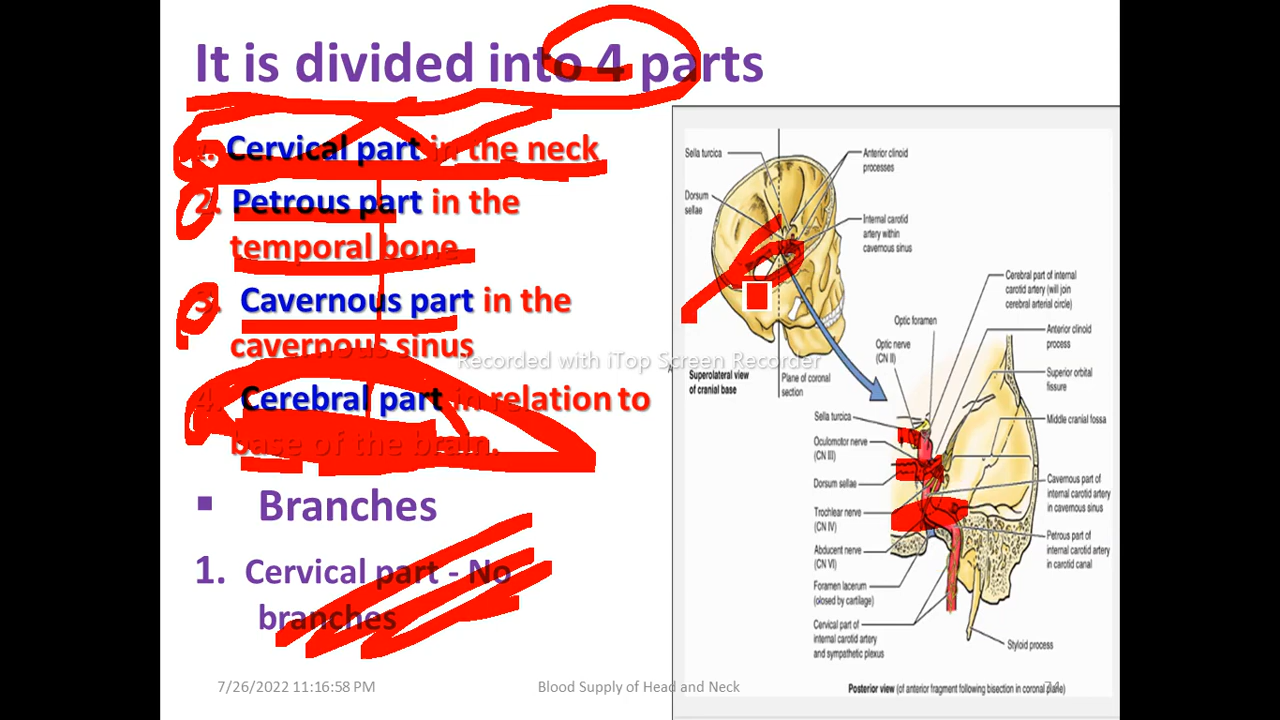 It is divided into 4 parts
1. Cervical part in the neck
2. Petrous part in the
temporal bone
3. Cavernous part in the
cavernous sinus
4. Cerebral part in relation to
base of the brain.
▪ Branches
1. Cervical part - No
branches
Sella turcica
Anterior clinoid
processes
Dorsum
sellae
Internal carotid
artery within
cavernous sinus
Superolateral view
of cranial base
Plane of coronal
section
Cerebral part of internal
carotid artery (will join
cerebral arterial circle)
Optic foramen
Anterior clinoid
process
Optic nerve
(CN II)
Superior orbital
fissure
Sella turcica
Middle cranial fossa
Oculomotor nerve
(CN III)
Dorsum sellae
Cavernous part of
internal carotid artery
in cavernous sinus
Trochlear nerve
(CN IV)
Petrous part of
internal carotid artery
in carotid canal
Abducent nerve
(CN VI)
Foramen lacerum
(closed by cartilage)
Cervical part of
internal carotid artery
and sympathetic plexus
Styloid process
Posterior view (of anterior fragment following bisection in coronal plane)
Recorded with iTop Screen Recorder
7/26/2022 11:16:58 PM
Blood Supply of Head and Neck
74